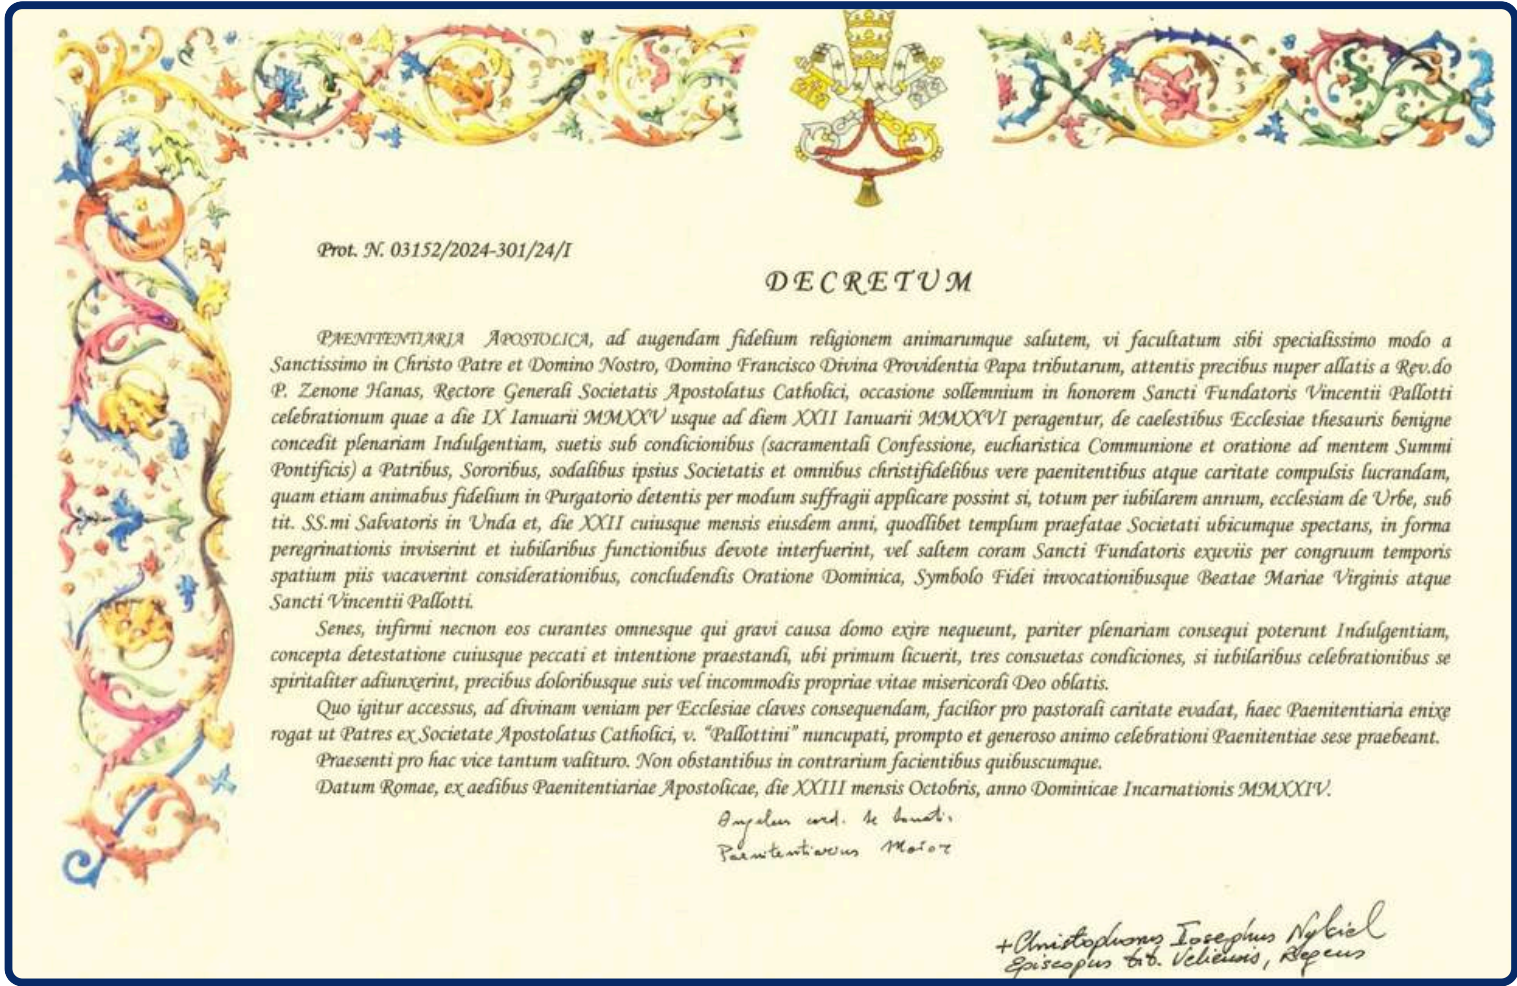 Prot. N. 03152/2024-301/24/I
DECRETUM
PAENITENTIARIA APOSTOLICA, ad augendam fidelium religionem animarumque salutem, vi facultatum sibi specialissimo modo a
Sanctissimo in Christo Patre et Domino Nostro, Domino Francisco Divina Providentia Papa tributarum, attentis precibus nuper allatis a Rev.do
P. Zenone Hanas, Rectore Generali Societatis Apostolatus Catholici, occasione sollemnium in honorem Sancti Fundatoris Vincentii Pallotti
celebrationum quae a die IX Ianuarii MMXXV usque ad diem XXII Ianuarii MMXXVI peragentur, de caelestibus Ecclesiae thesauris benigne
concedit plenariam Indulgentiam, suetis sub condicionibus (sacramentali Confessione, eucharistica Communione et oratione ad mentem Summi
Pontificis) a Patribus, Sororibus, sodalibus ipsius Societatis et omnibus christifidelibus vere paenitentibus atque caritate compulsis lucrandam,
quam etiam animabus fidelium in Purgatorio detentis per modum suffragii applicare possint si, totum per iubilarem annum, ecclesiam de Urbe, sub
tit. SS.mi Salvatoris in Unda et, die XXII cuiusque mensis eiusdem anni, quodlibet templum praefatae Societati ubicumque spectans, in forma
peregrinationis inviserint et iubilaribus functionibus devote interfuerint, vel saltem coram Sancti Fundatoris exuviis per congruum temporis
spatium piis vacaverint considerationibus, concludendis Oratione Dominica, Symbolo Fidei invocationibusque Beatae Mariae Virginis atque
Sancti Vincentii Pallotti.
Senes, infirmi necnon eos curantes omnesque qui gravi causa domo exire nequeunt, pariter plenariam consequi poterunt Indulgentiam,
concepta detestatione cuiusque peccati et intentione praestandi, ubi primum licuerit, tres consuetas condiciones, si iubilaribus celebrationibus se
spiritaliter adiunxerint, precibus doloribusque suis vel incommodis propriae vitae misericordi Deo oblatis.
Quo igitur accessus, ad divinam veniam per Ecclesiae claves consequendam, facilior pro pastorali caritate evadat, haec Paenitentiaria enixe
rogat ut Patres ex Societate Apostolatus Catholici, v. “Pallottini” nuncupati, prompto et generoso animo celebrationi Paenitentiae sese praebeant.
Praesenti pro hac vice tantum valituro. Non obstantibus in contrarium facientibus quibuscumque.
Datum Romae, ex aedibus Paenitentiariae Apostolicae, die XXIII mensis Octobris, anno Dominicae Incarnationis MMXXIV.
Angelus card. De Donatis
Paenitentiarius Maior
+ Christophorus Iosephus Nykiel
Episcopus tit. Veliensis, Regens